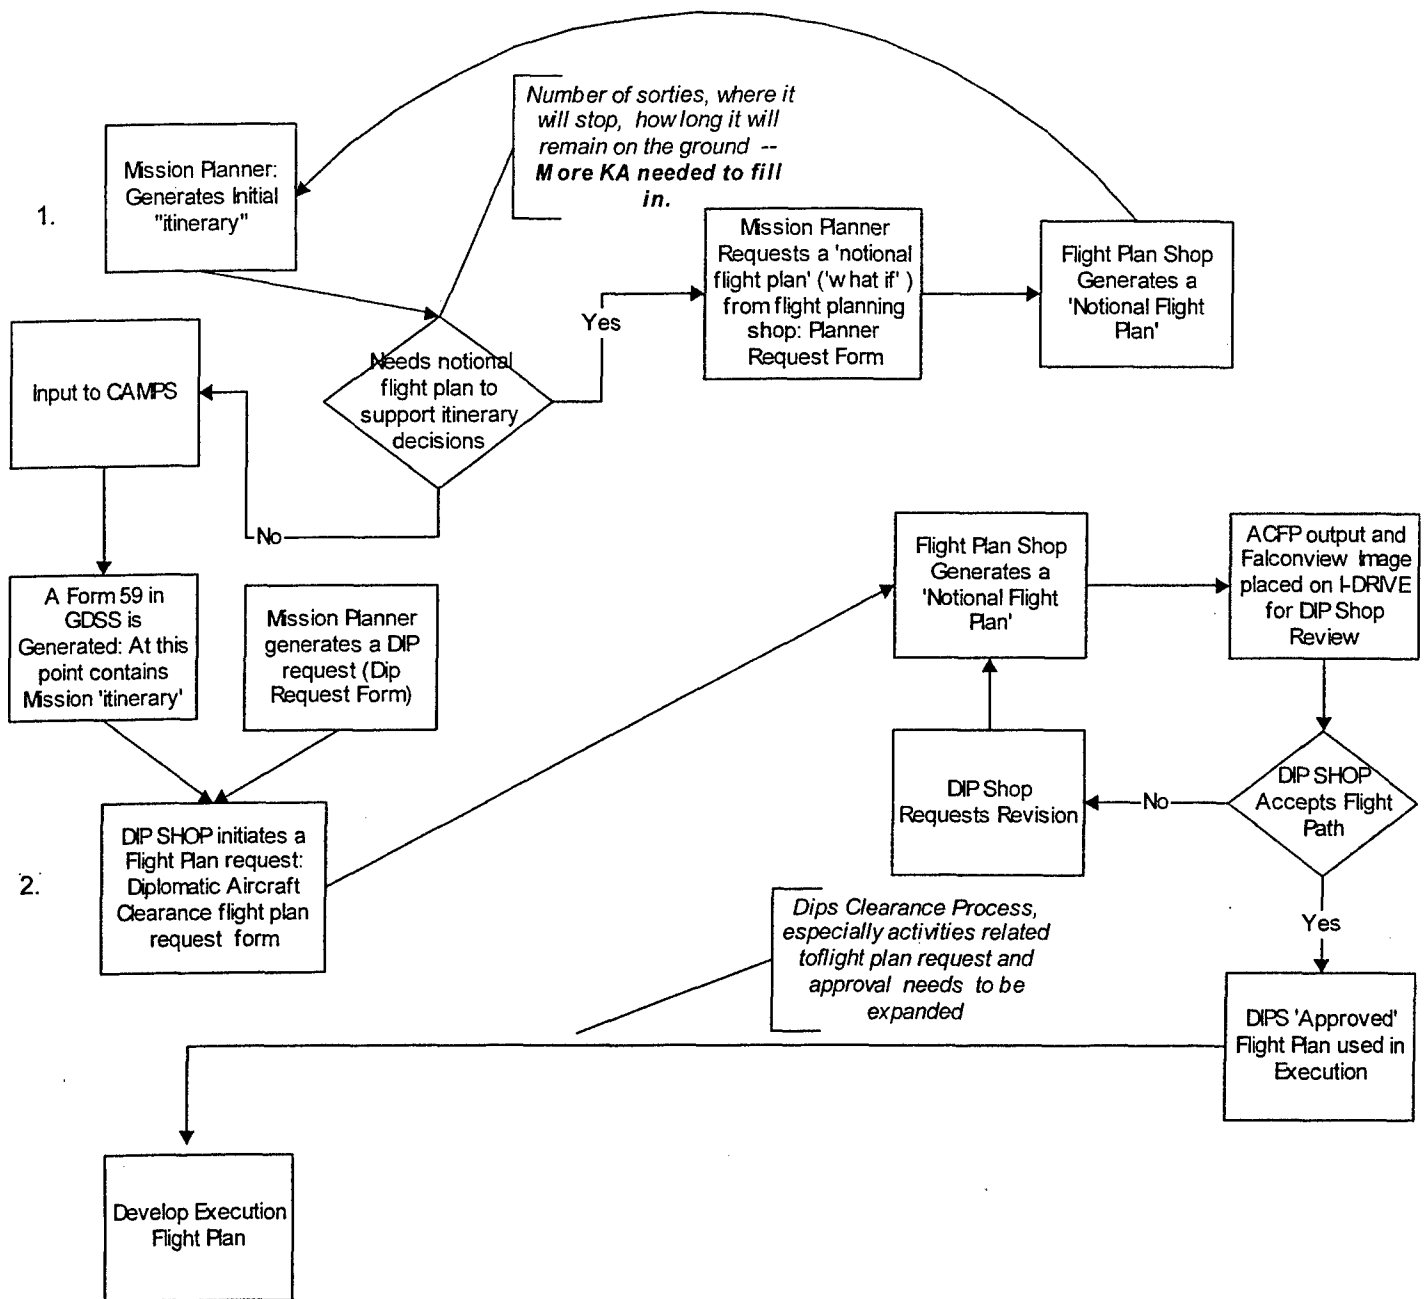 Number of sorties, where it
will stop, how long it will
remain on the ground --
More KA needed to fill
in.
1.
Mission Planner:
Generates Initial
"itinerary"
Mission Planner
Requests a 'notional
flight plan' ('what if' )
from flight planning
shop: Planner
Request Form
Flight Plan Shop
Generates a
'Notional Flight
Plan'
Yes
Needs notional
flight plan to
support itinerary
decisions
Input to CAMPS
No
A Form 59 in
GDSS is
Generated: At this
point contains
Mission 'itinerary'
Mission Planner
generates a DIP
request (Dip
Request Form)
Flight Plan Shop
Generates a
'Notional Flight
Plan'
ACFP output and
Falconview Image
placed on I-DRIVE
for DIP Shop
Review
DIP Shop
Requests Revision
No
DIP SHOP
Accepts Flight
Path
2.
DIP SHOP initiates a
Flight Plan request:
Diplomatic Aircraft
Clearance flight plan
request form
Yes
Dips Clearance Process,
especially activities related
toflight plan request and
approval needs to be
expanded
DIPS 'Approved'
Flight Plan used in
Execution
Develop Execution
Flight Plan